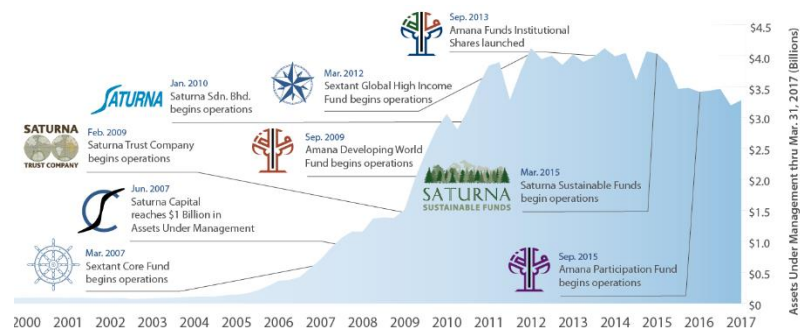 Sep. 2013
Amana Funds Institutional
Shares launched
$4.5
$4.0
$3.5
$3.0
$2.5
$2.0
$1.5
$1.0
$0.5
$0
Assets Under Management thru Mar. 31, 2017 (Billions)
Mar. 2012
Sextant Global High Income
Fund begins operations
SATURNA
Jan. 2010
Saturna Sdn. Bhd.
begins operations
SATURNA
TRUST COMPANY
Feb. 2009
Saturna Trust Company
begins operations
Sep. 2009
Amana Developing World
Fund begins operations
SATURNA
SUSTAINABLE FUNDS
Mar. 2015
Saturna Sustainable Funds
begin operations
Jun. 2007
Saturna Capital
reaches $1 Billion in
Assets Under Management
Mar. 2007
Sextant Core Fund
begins operations
Sep. 2015
Amana Participation Fund
begins operations
2000 2001 2002 2003 2004 2005 2006 2007 2008 2009 2010 2011 2012 2013 2014 2015 2016 2017